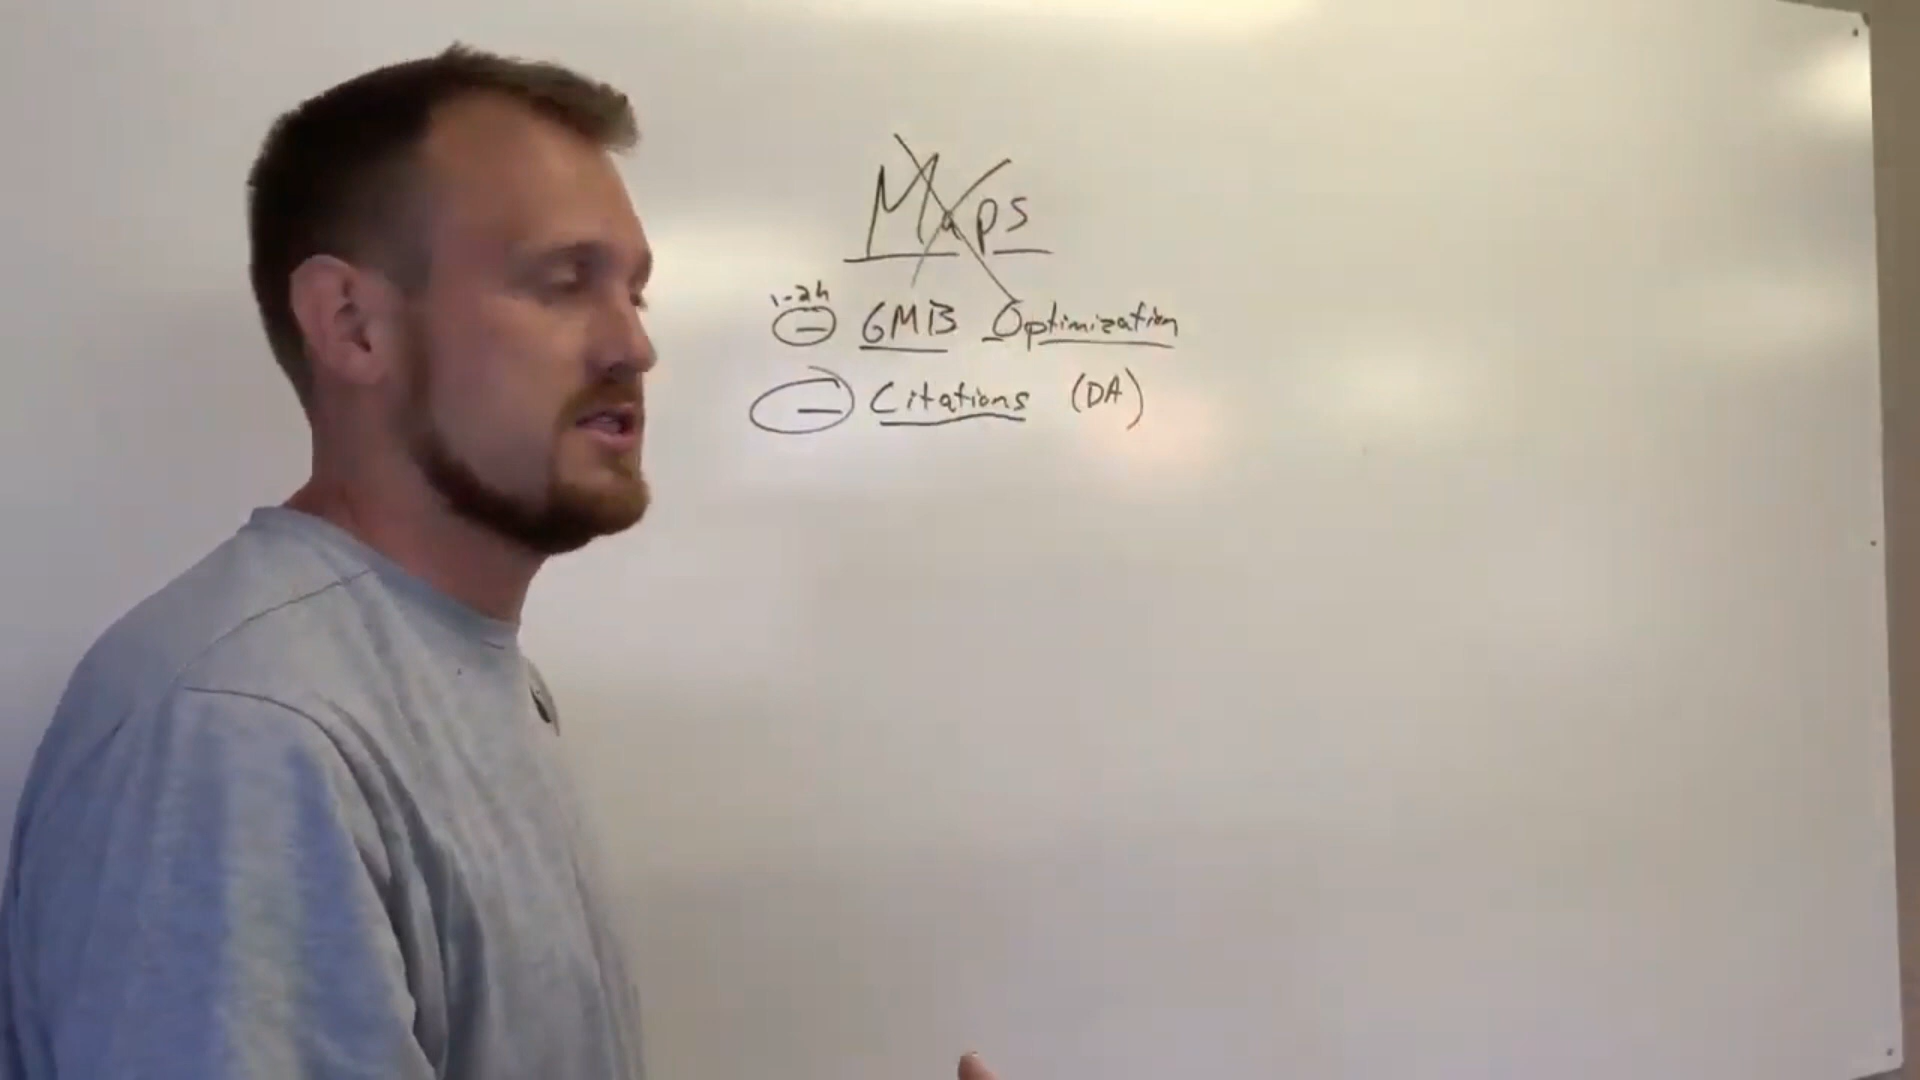 Maps
1-2h
- GMB Optimization
- Citations (DA)